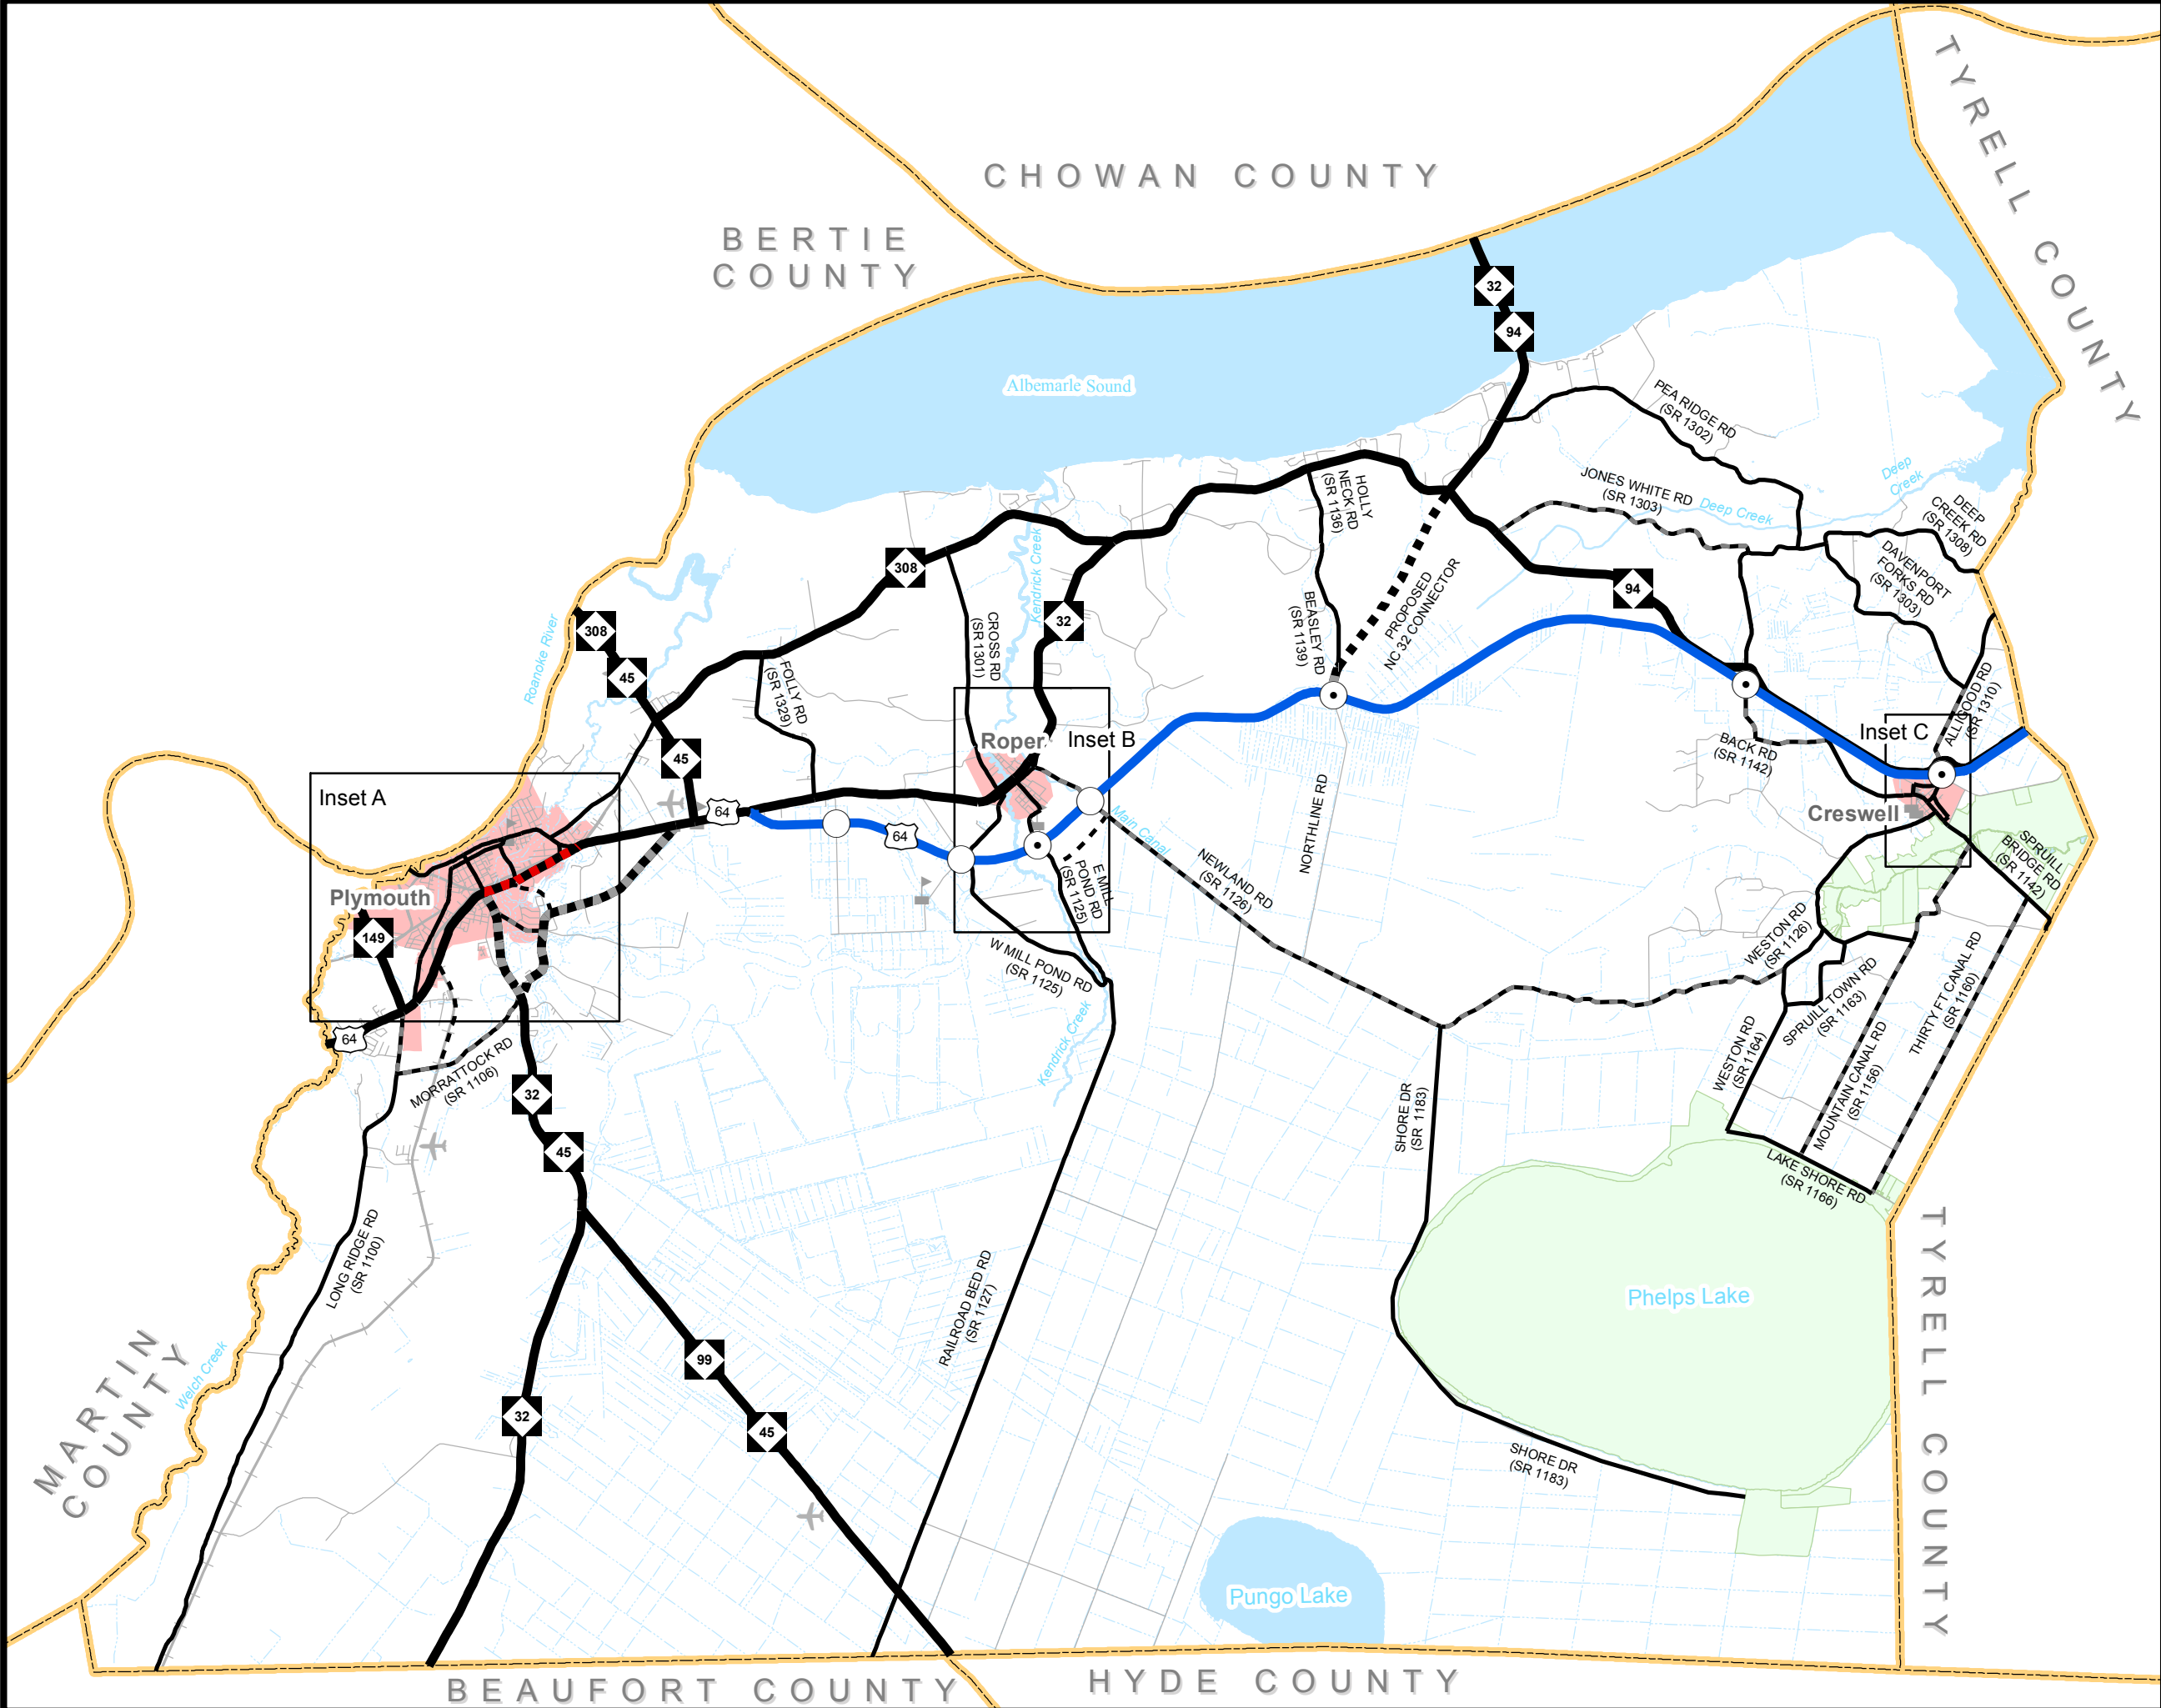 TYRELL COUNTY
CHOWAN COUNTY
BERTIE
COUNTY
32
94
Albemarle Sound
PEA RIDGE RD
(SR 1302)
JONES WHITE RD
(SR 1303)
Deep Creek
Deep
Creek
DEEP
CREEK RD
(SR 1308)
DAVENPORT
FORKS RD
(SR 1303)
HOLLY
NECK RD
(SR 1136)
308
Kendrick Creek
CROSS RD
(SR 1301)
32
BEASLEY RD
(SR 1139)
PROPOSED
NC 32 CONNECTOR
94
Roanoke River
308
45
45
FOLLY RD
(SR 1329)
ALLIGOOD RD
(SR 1310)
Inset C
BACK RD
(SR 1142)
Roper
Inset B
Inset A
64
64
Main Canal
NORTHLINE RD
Creswell
SPRUILL
BRIDGE RD
(SR 1142)
Plymouth
149
E MILL
POND RD
(SR 1125)
NEWLAND RD
(SR 1126)
W MILL POND RD
(SR 1125)
WESTON RD
(SR 1126)
SPRUILL TOWN RD
(SR 1163)
THIRTY FT CANAL RD
(SR 1160)
64
MORRATTOCK RD
(SR 1106)
Kendrick Creek
32
45
SHORE DR
(SR 1183)
WESTON RD
(SR 1164)
MOUNTAIN CANAL RD
(SR 1156)
LAKE SHORE RD
(SR 1166)
LONG RIDGE RD
(SR 1100)
RAILROAD BED RD
(SR 1127)
Phelps Lake
TYRELL COUNTY
MARTIN
COUNTY
Welch Creek
99
32
45
SHORE DR
(SR 1183)
Pungo Lake
BEAUFORT COUNTY
HYDE COUNTY